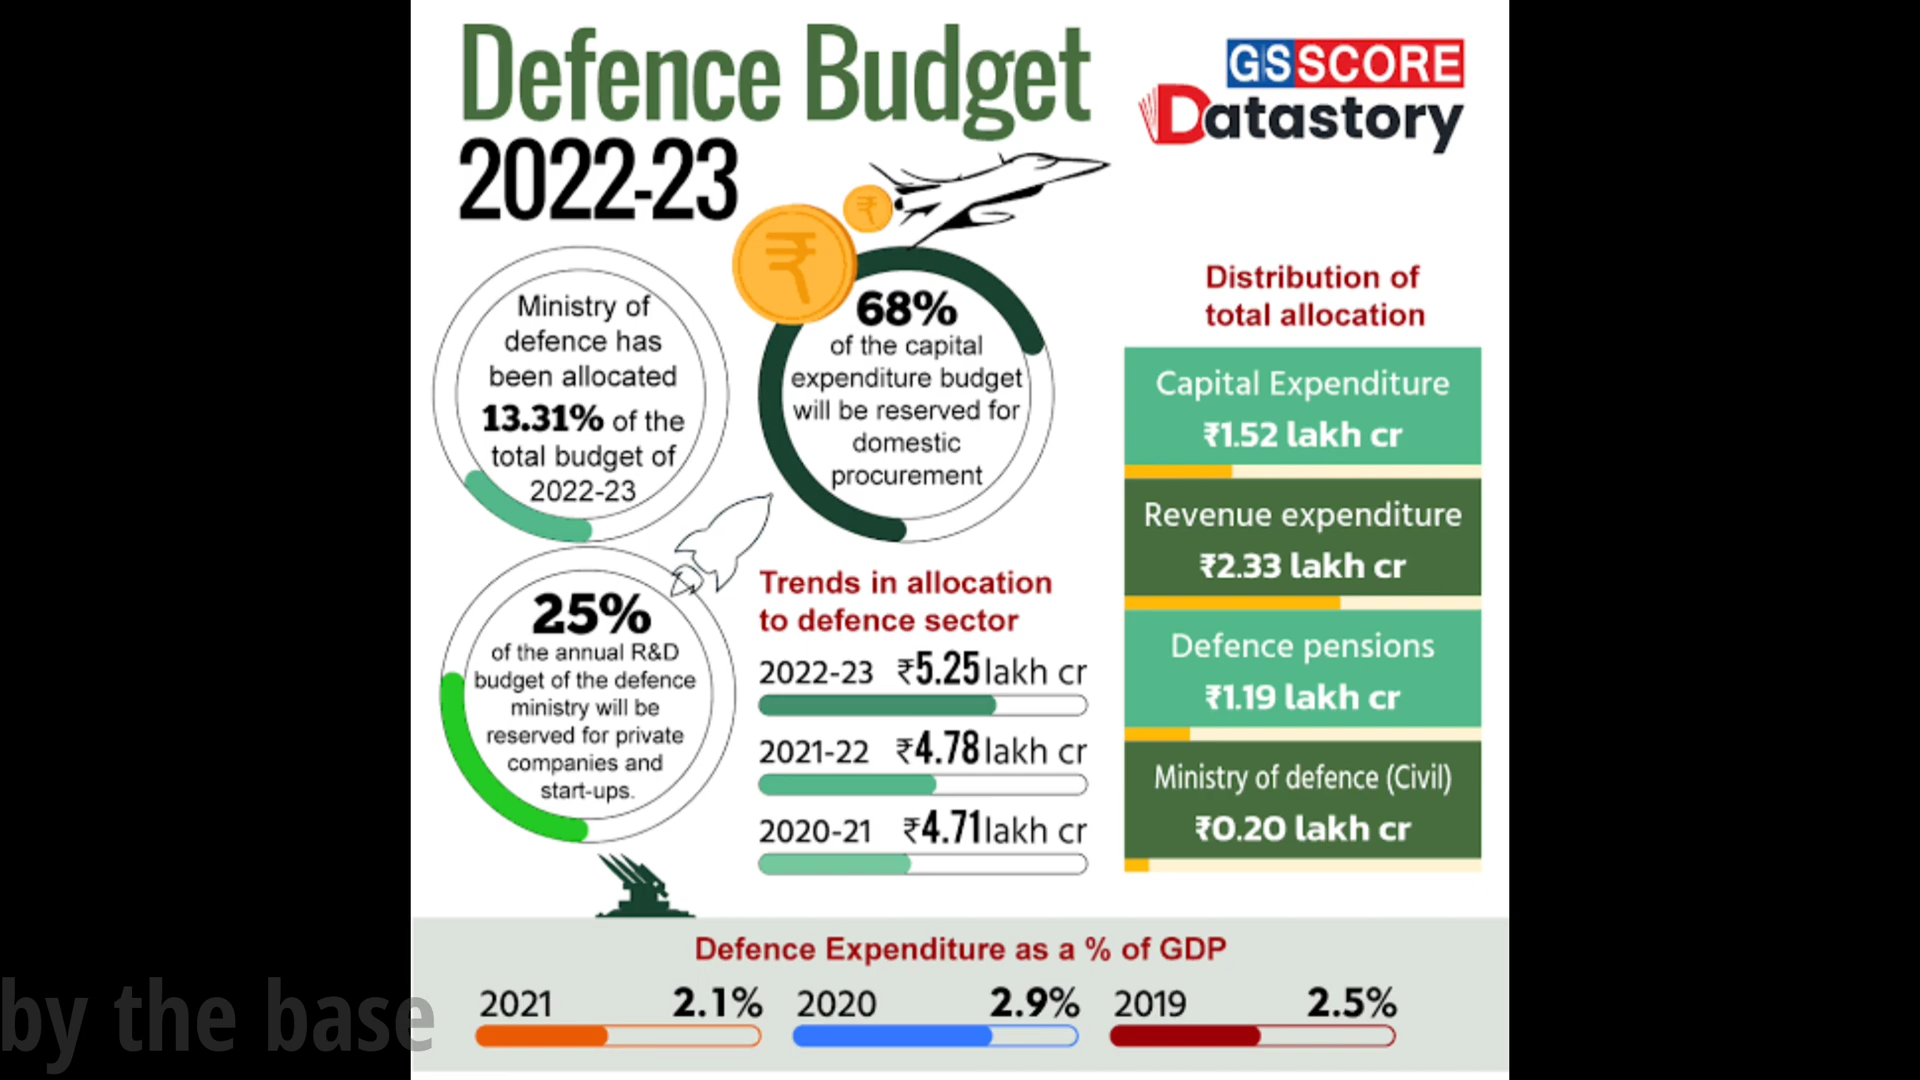 Defence Budget
2022-23
GSSCORE
Datastory
Ministry of
defence has
been allocated
13.31% of the
total budget of
2022-23
68%
of the capital
expenditure budget
will be reserved for
domestic
procurement
25%
of the annual R&D
budget of the defence
ministry will be
reserved for private
companies and
start-ups.
Trends in allocation
to defence sector
2022-23 ₹5.25 lakh cr
2021-22 ₹4.78 lakh cr
2020-21 ₹4.71 lakh cr
Distribution of
total allocation
Capital Expenditure
₹1.52 lakh cr
Revenue expenditure
₹2.33 lakh cr
Defence pensions
₹1.19 lakh cr
Ministry of defence (Civil)
₹0.20 lakh cr
Defence Expenditure as a % of GDP
2021 2.1% 2020 2.9% 2019 2.5%
by the base